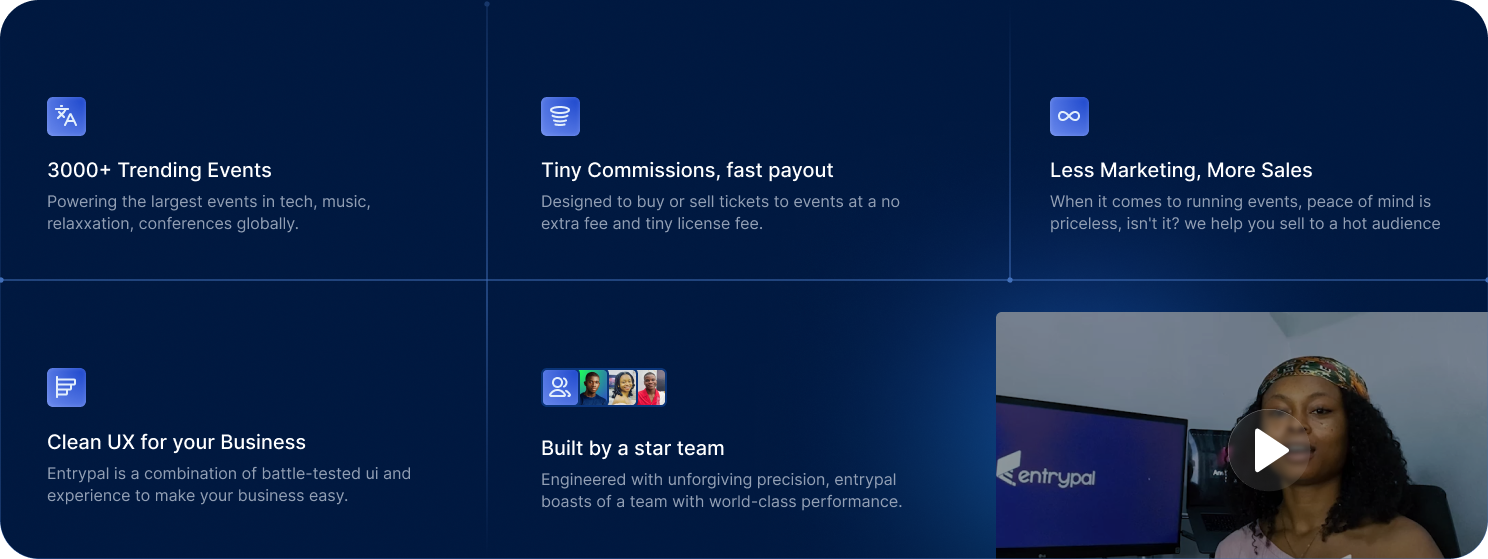 3000+ Trending Events
Powering the largest events in tech, music,
relaxxation, conferences globally.
Tiny Commissions, fast payout
Designed to buy or sell tickets to events at a no
extra fee and tiny license fee.
Less Marketing, More Sales
When it comes to running events, peace of mind is
priceless, isn't it? we help you sell to a hot audience
Clean UX for your Business
Entrypal is a combination of battle-tested ui and
experience to make your business easy.
Built by a star team
Engineered with unforgiving precision, entrypal
boasts of a team with world-class performance.
entrypal